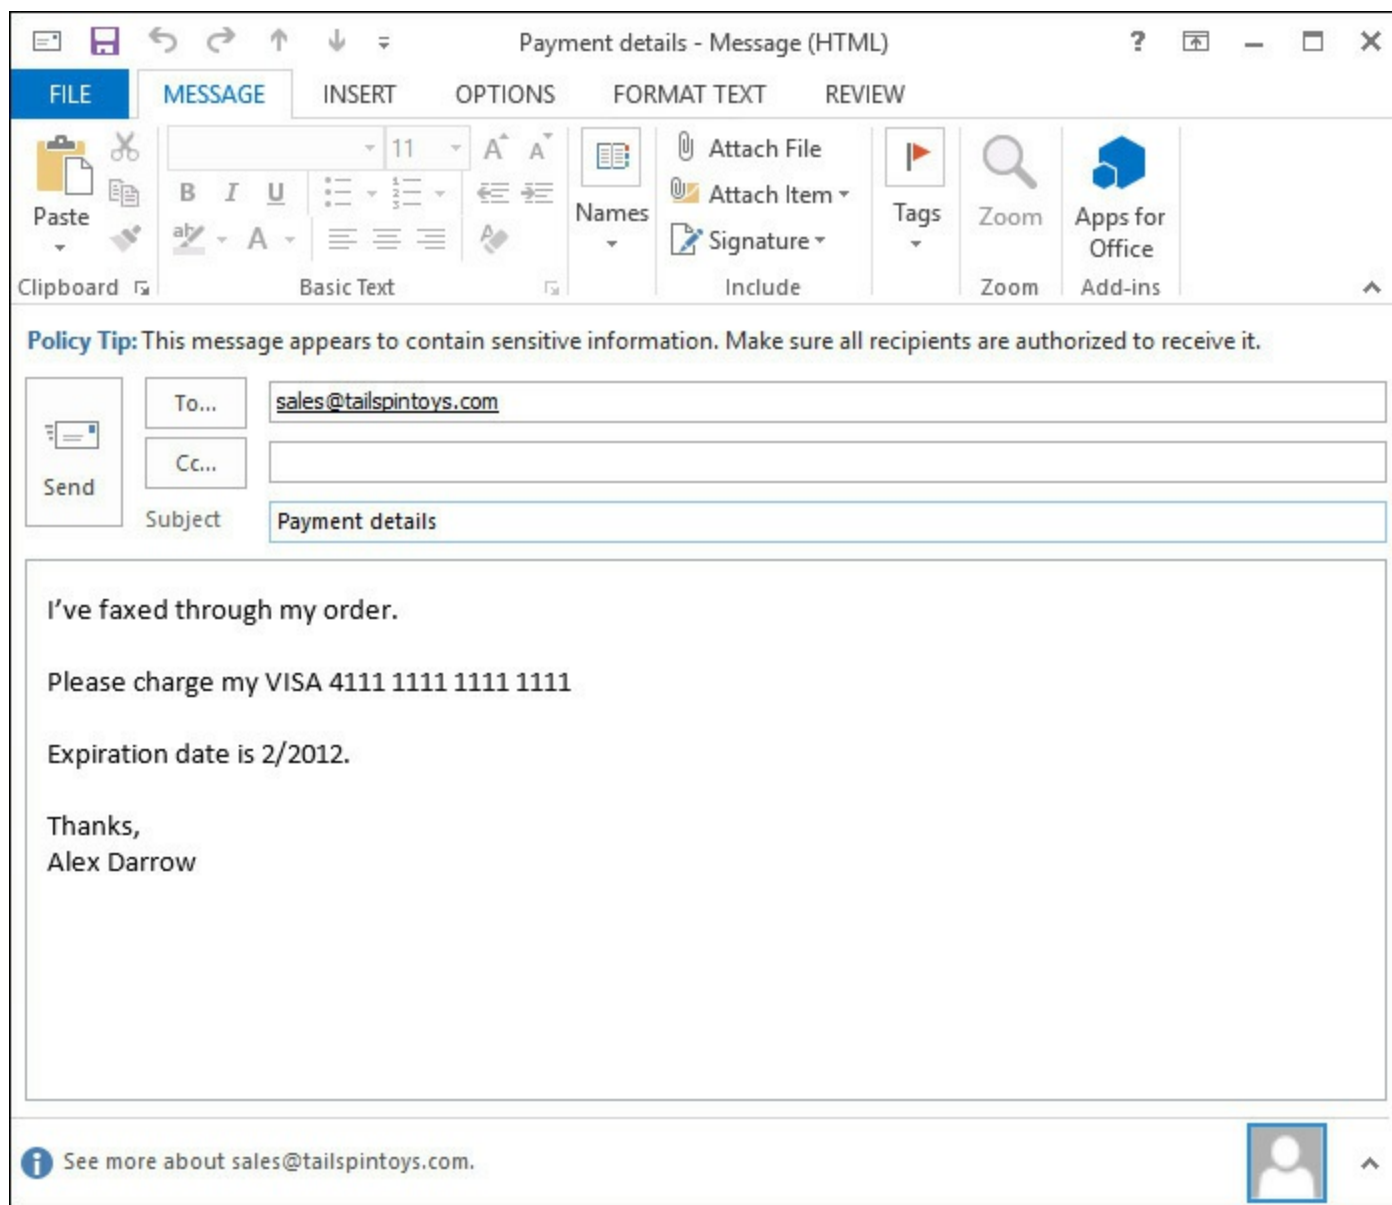 Payment details - Message (HTML)
?
FILE MESSAGE INSERT OPTIONS FORMAT TEXT REVIEW
Paste
Clipboard
11
A A
B I U
1 2 3
ab A
Basic Text
Names
Attach File
Attach Item
Signature
Include
Tags
Zoom
Zoom
Apps for
Office
Add-ins
Policy Tip: This message appears to contain sensitive information. Make sure all recipients are authorized to receive it.
Send
To... sales@tailspintoys.com
Cc...
Subject Payment details
I've faxed through my order.
Please charge my VISA 4111 1111 1111 1111
Expiration date is 2/2012.
Thanks,
Alex Darrow
i See more about sales@tailspintoys.com.